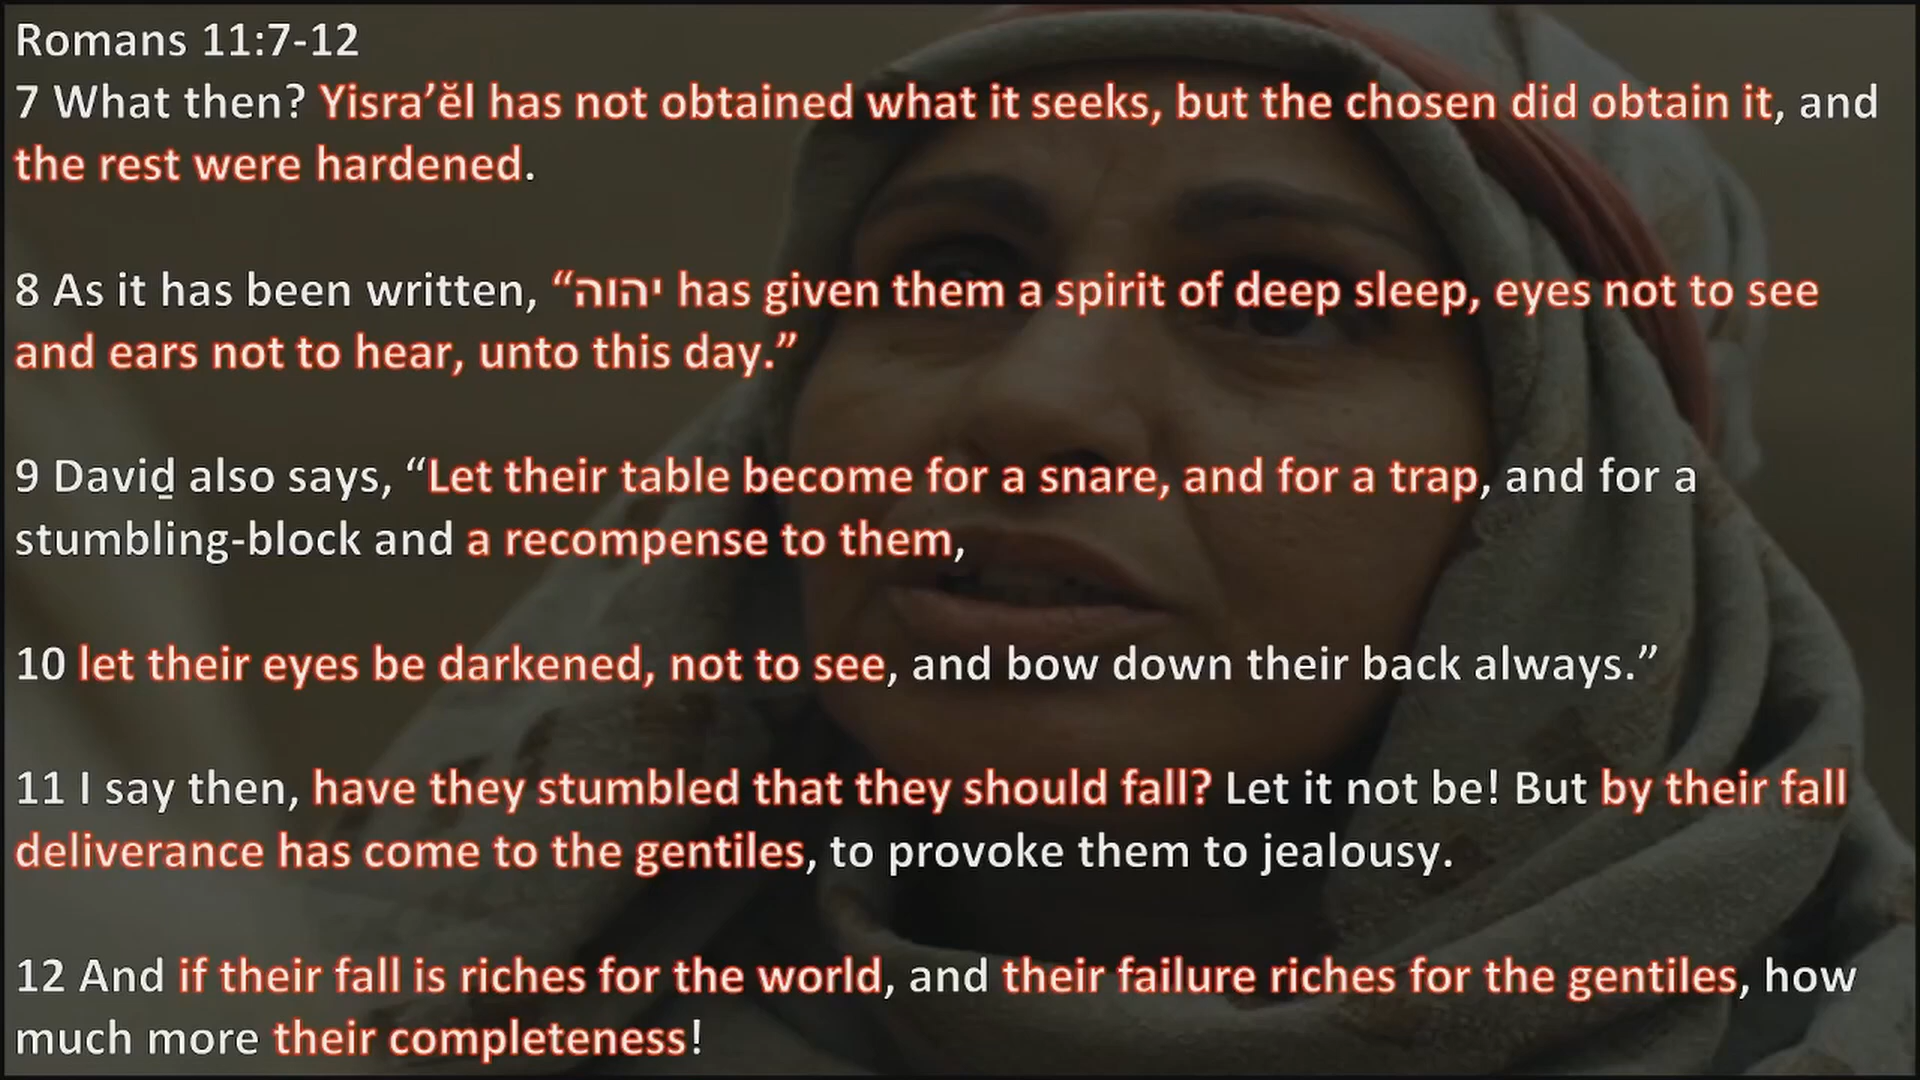 Romans 11:7-12
7 What then? Yisra’ĕl has not obtained what it seeks, but the chosen did obtain it, and
the rest were hardened.
8 As it has been written, “יהוה has given them a spirit of deep sleep, eyes not to see
and ears not to hear, unto this day.”
9 Daviḏ also says, “Let their table become for a snare, and for a trap, and for a
stumbling-block and a recompense to them,
10 let their eyes be darkened, not to see, and bow down their back always.”
11 I say then, have they stumbled that they should fall? Let it not be! But by their fall
deliverance has come to the gentiles, to provoke them to jealousy.
12 And if their fall is riches for the world, and their failure riches for the gentiles, how
much more their completeness!